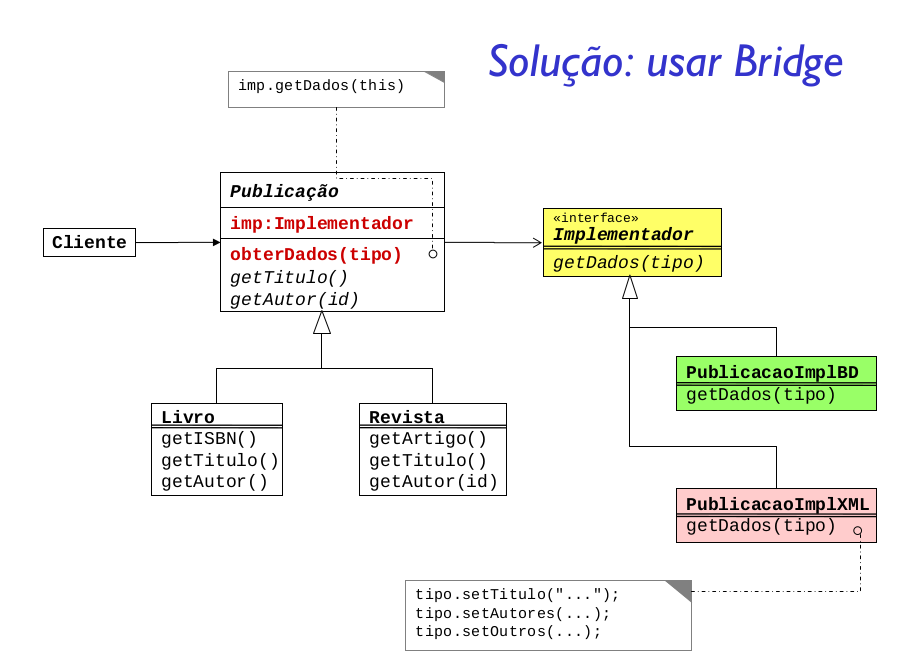 Solução: usar Bridge
imp.getDados(this)
Publicação
imp:Implementador
obterDados(tipo)
getTitulo()
getAutor(id)
Cliente
«interface»
Implementador
getDados(tipo)
PublicacaoImplBD
getDados(tipo)
Livro
getISBN()
getTitulo()
getAutor()
Revista
getArtigo()
getTitulo()
getAutor(id)
PublicacaoImplXML
getDados(tipo)
tipo.setTitulo("...");
tipo.setAutores(...);
tipo.setOutros(...);